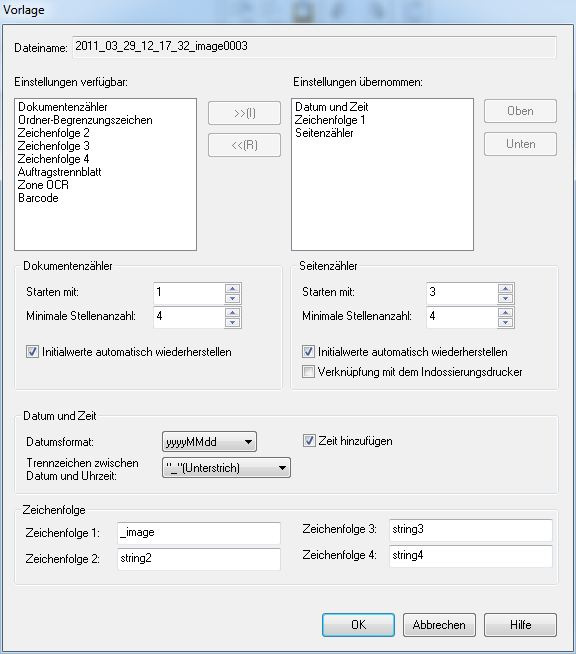 Vorlage
Dateiname: 2011_03_29_12_17_32_image0003
Einstellungen verfügbar: Einstellungen übernommen:
Dokumentenzähler
Ordner-Begrenzungszeichen
Zeichenfolge 2
Zeichenfolge 3
Zeichenfolge 4
Auftragstrennblatt
Zone OCR
Barcode
>>(I)
<<(R)
Datum und Zeit
Zeichenfolge 1
Seitenzähler
Oben
Unten
Dokumentenzähler
Starten mit: 1
Minimale Stellenanzahl: 4
Initialwerte automatisch wiederherstellen
Seitenzähler
Starten mit: 3
Minimale Stellenanzahl: 4
Initialwerte automatisch wiederherstellen
Verknüpfung mit dem Indossierungsdrucker
Datum und Zeit
Datumsformat: yyyyMMdd Zeit hinzufügen
Trennzeichen zwischen
Datum und Uhrzeit: "_"(Unterstrich)
Zeichenfolge
Zeichenfolge 1: _image Zeichenfolge 3: string3
Zeichenfolge 2: string2 Zeichenfolge 4: string4
OK Abbrechen Hilfe